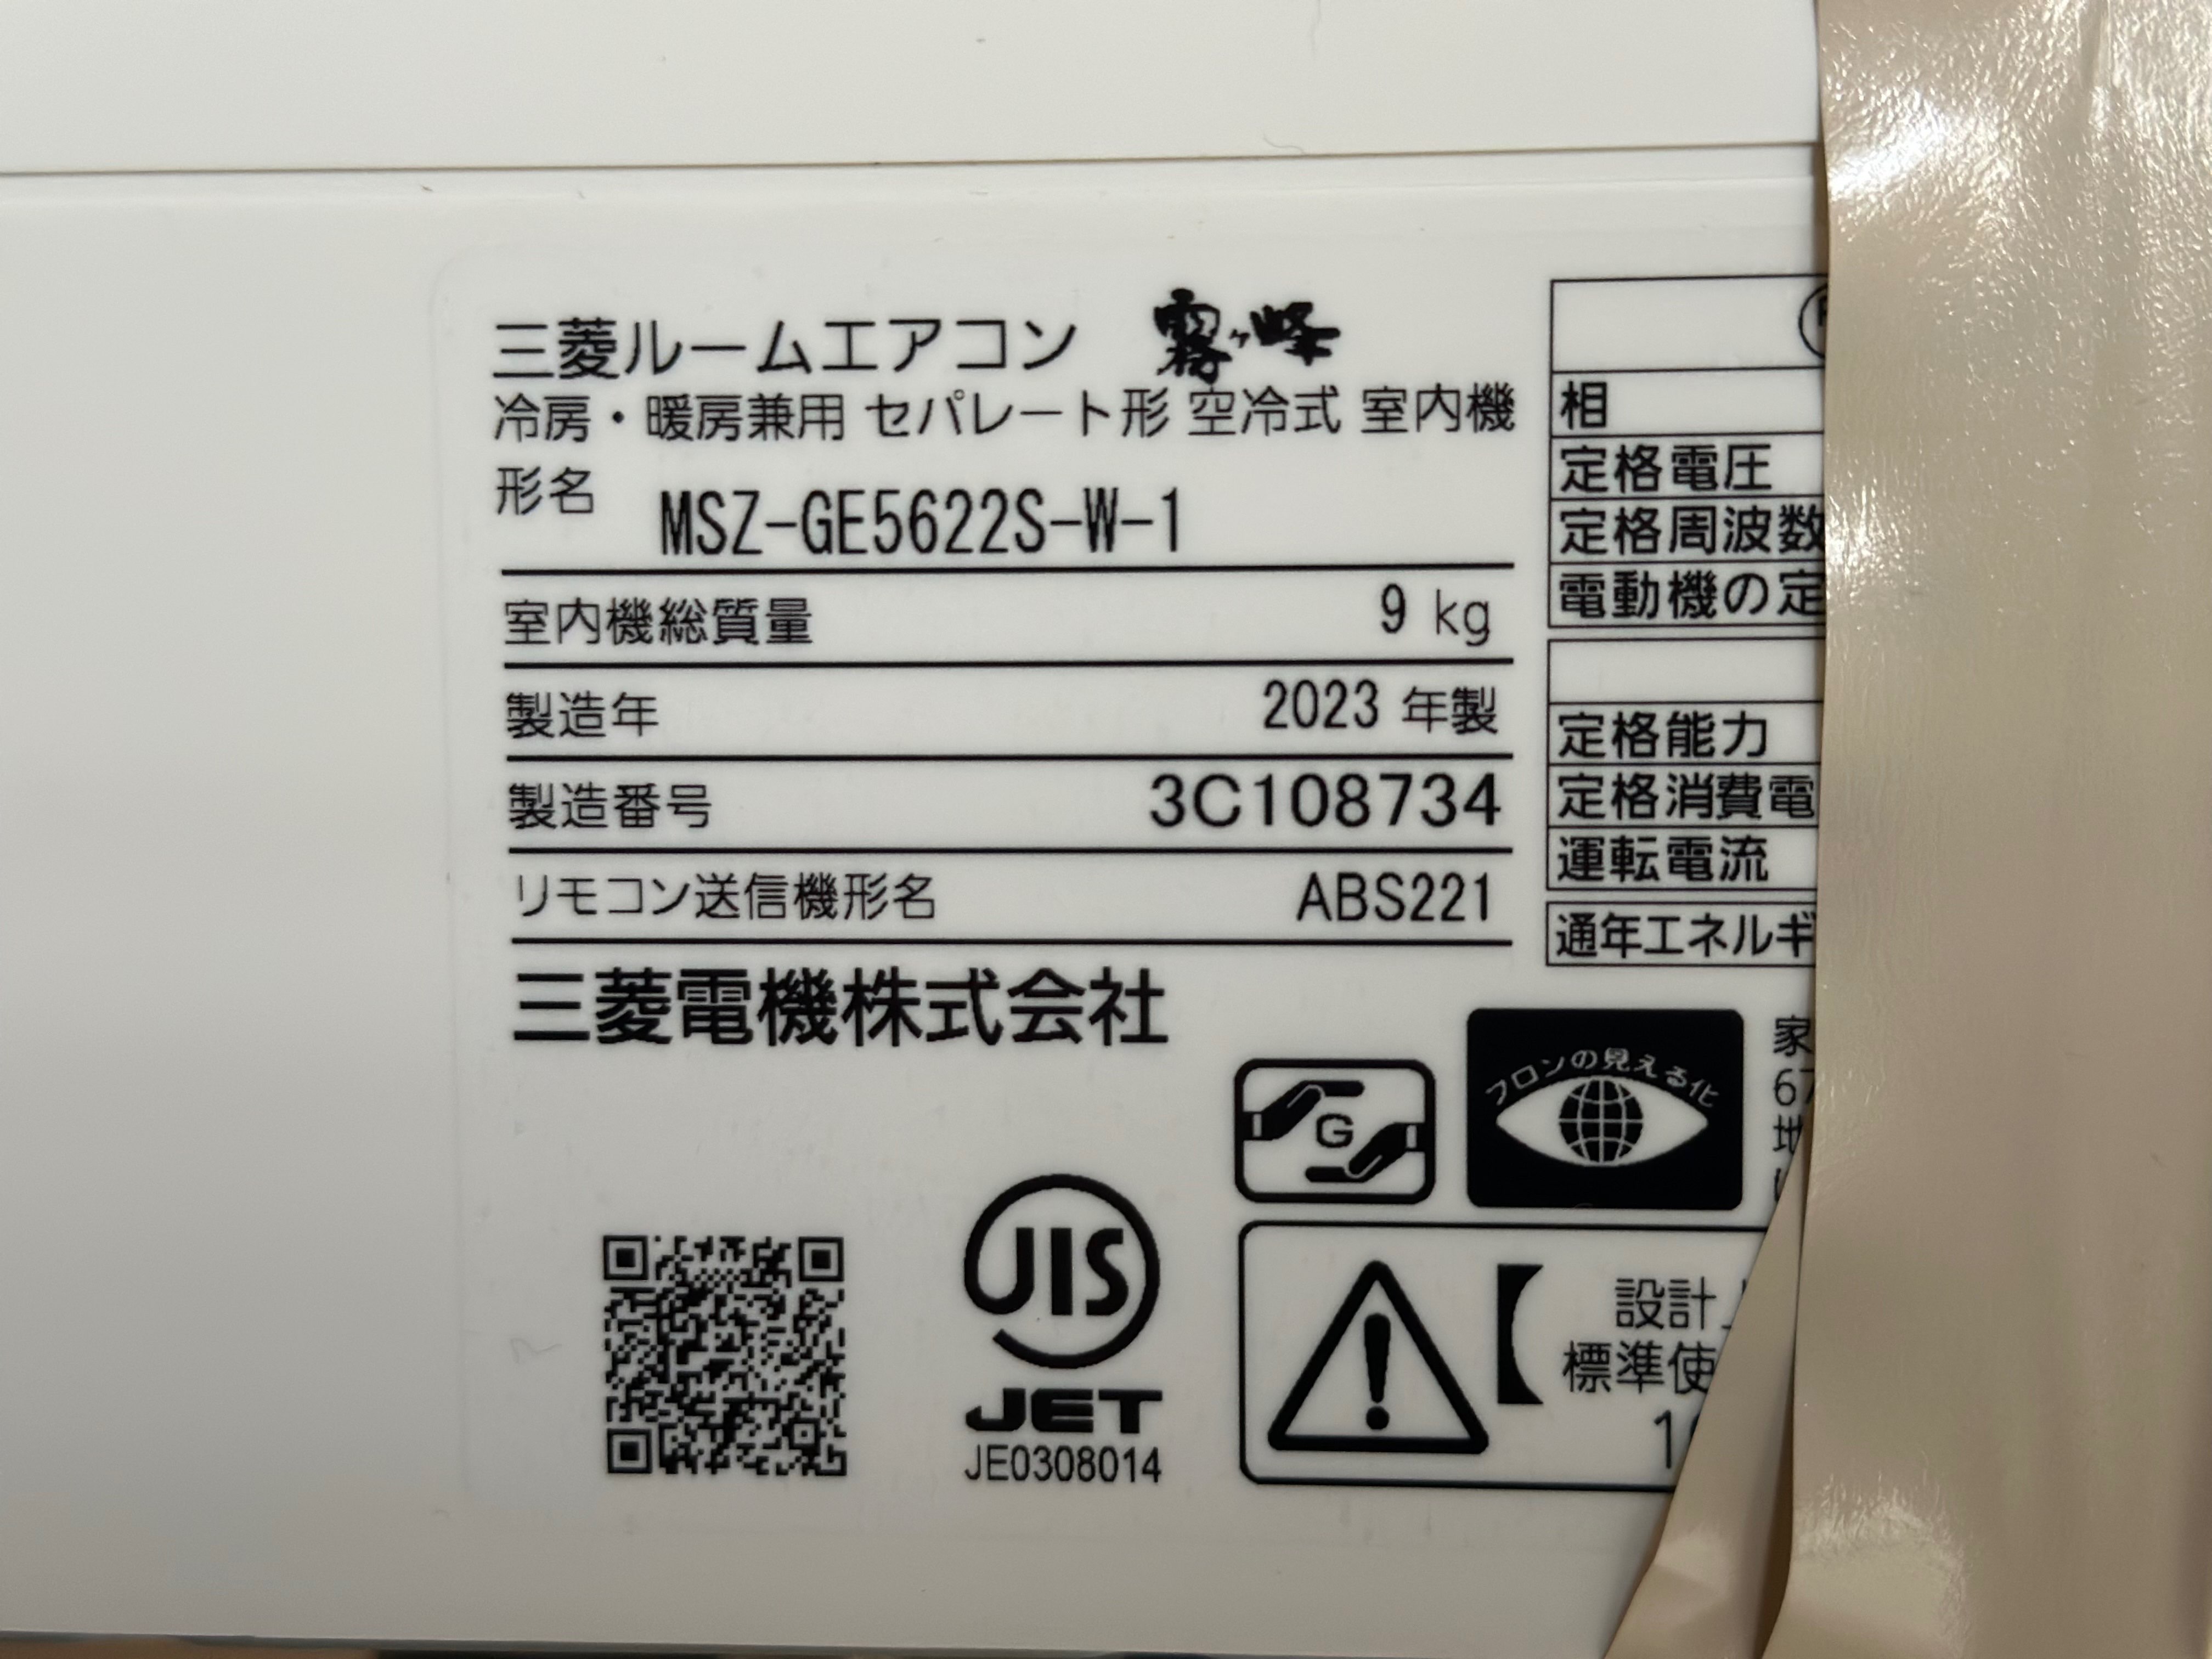 三菱ルームエアコン 霧ヶ峰
冷房・暖房兼用 セパレート形 空冷式 室内機
形名 MSZ-GE5622S-W-1
室内機総質量 9 kg
製造年 2023 年製
製造番号 3C108734
リモコン送信機形名 ABS221
三菱電機株式会社
相
定格電圧
定格周波数
電動機の定
定格能力
定格消費電
運転電流
通年エネルギ
G
フロンの見える化
家
67
地
JIS
JET
JE0308014
【 設計
標準使
1